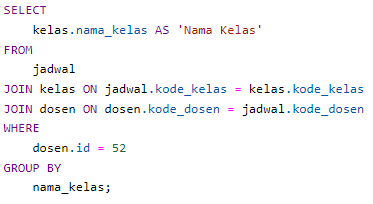 SELECT
    kelas.nama_kelas AS 'Nama Kelas'
FROM
    jadwal
JOIN kelas ON jadwal.kode_kelas = kelas.kode_kelas
JOIN dosen ON dosen.kode_dosen = jadwal.kode_dosen
WHERE
    dosen.id = 52
GROUP BY
    nama_kelas;